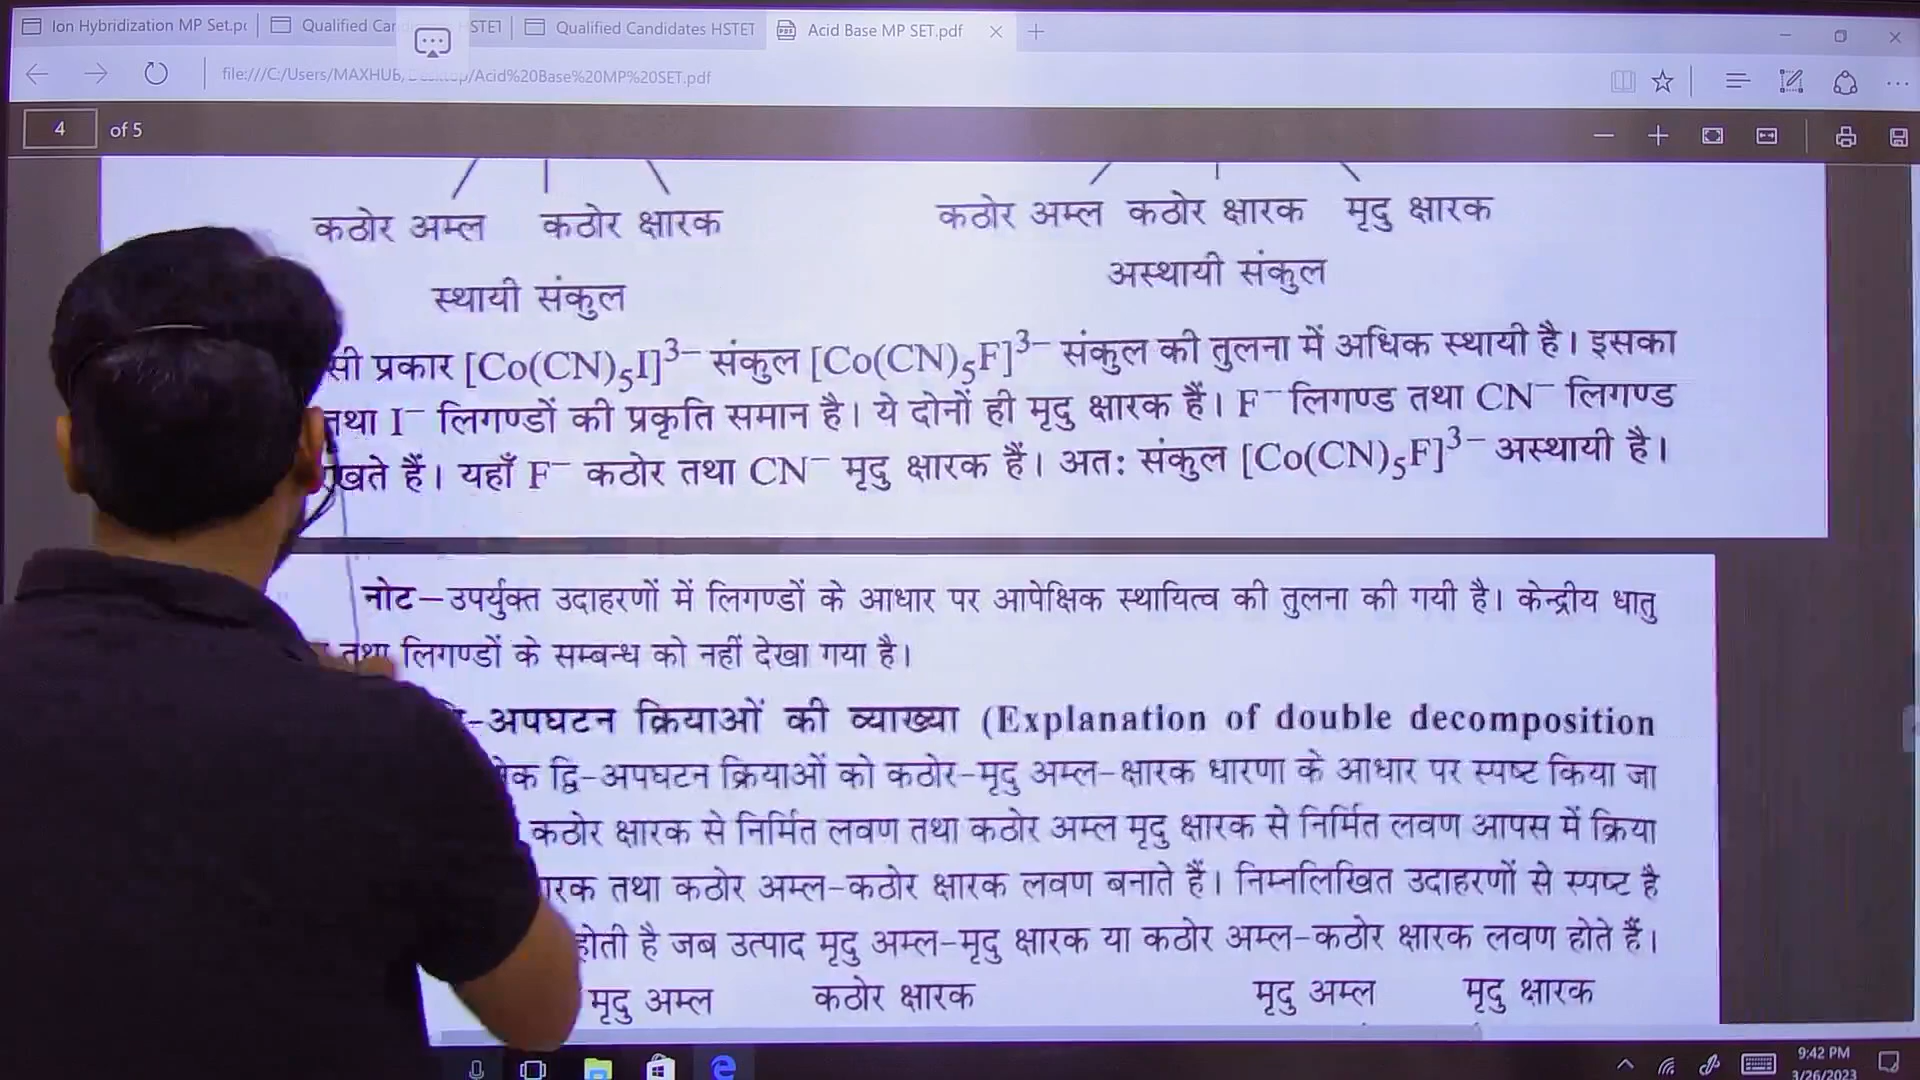 Ion Hybridization MP Set.pd
Qualified Car
STET
Qualified Candidates HSTET
Acid Base MP SET.pdf
file:///C:/Users/MAXHUB/Desktop/Acid%20Base%20MP%20SET.pdf
4 of 5
कठोर अम्ल कठोर क्षारक
कठोर अम्ल कठोर क्षारक मृदु क्षारक
स्थायी संकुल
अस्थायी संकुल
सी प्रकार [Co(CN)5I]3– संकुल [Co(CN)5F]3– संकुल की तुलना में अधिक स्थायी है। इसका
तथा I– लिगण्डों की प्रकृति समान है। ये दोनों ही मृदु क्षारक हैं। F– लिगण्ड तथा CN– लिगण्ड
खते हैं। यहाँ F– कठोर तथा CN– मृदु क्षारक हैं। अतः संकुल [Co(CN)5F]3– अस्थायी है।
नोट–उपर्युक्त उदाहरणों में लिगण्डों के आधार पर आपेक्षिक स्थायित्व की तुलना की गयी है। केन्द्रीय धातु
तथा लिगण्डों के सम्बन्ध को नहीं देखा गया है।
-अपघटन क्रियाओं की व्याख्या (Explanation of double decomposition
क द्वि-अपघटन क्रियाओं को कठोर-मृदु अम्ल-क्षारक धारणा के आधार पर स्पष्ट किया जा
कठोर क्षारक से निर्मित लवण तथा कठोर अम्ल मृदु क्षारक से निर्मित लवण आपस में क्रिया
रक तथा कठोर अम्ल-कठोर क्षारक लवण बनाते हैं। निम्नलिखित उदाहरणों से स्पष्ट है
होती है जब उत्पाद मृदु अम्ल-मृदु क्षारक या कठोर अम्ल-कठोर क्षारक लवण होते हैं।
मृदु अम्ल कठोर क्षारक मृदु अम्ल मृदु क्षारक
9:42 PM
3/26/2023